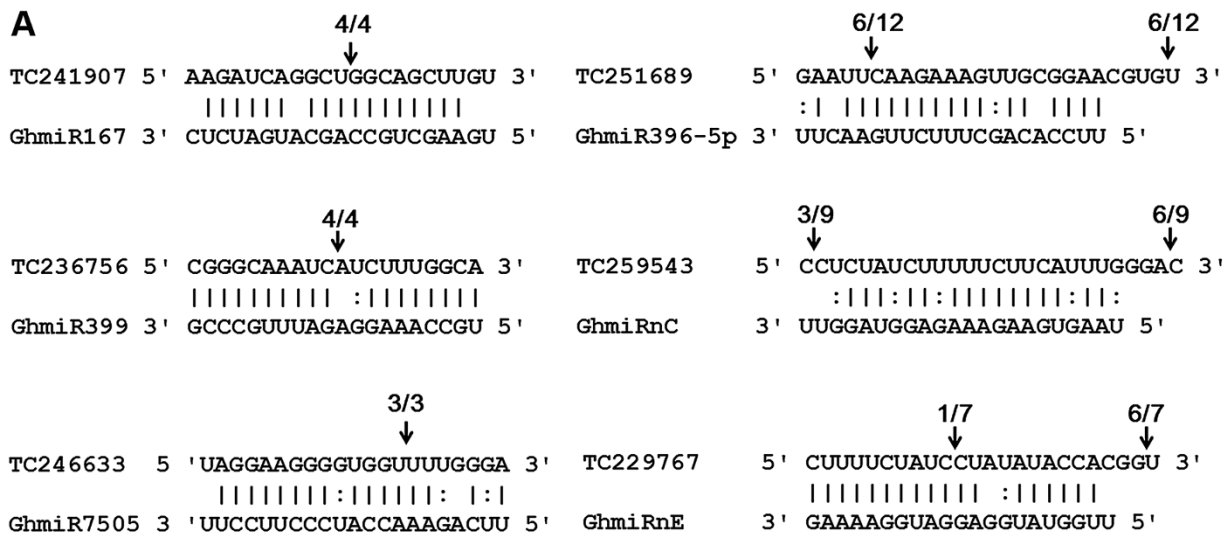 A
4/4
TC241907 5' AAGAUCAGGCUGGCAGCUUGU 3'
|||||| ||||||||||||
GhmiR167 3' CUCUAGUACGACCGUCGAAGU 5'
6/12 6/12
TC251689 5' GAAUUCAAGAAAGUUGCGGAACGUGU 3'
:| ||||||||||:|| ||||
GhmiR396-5p 3' UUCAAGUUCUUUCGACACCUU 5'
4/4
TC236756 5' CGGGCAAAUCAUCUUUGGCA 3'
|||||||||| :||||||||
GhmiR399 3' GCCCGUUUAGAGGAAACCGU 5'
3/9 6/9
TC259543 5' CCUCUAUCUUUUUCUUCAUUUGGGAC 3'
:|||:||:||||||||:||:
GhmiRnC 3' UUGGAUGGAGAAAGAAGUGAAU 5'
3/3
TC246633 5 'UAGGAAGGGGUGGUUUUGGGA 3'
||||||||:||||||: |:|
GhmiR7505 3 'UUCCUUCCCUACCAAAGACUU 5'
1/7 6/7
TC229767 5' CUUUUCUAUCCUAUAUACCACGGU 3'
|||||||||||| :||||||
GhmiRnE 3' GAAAAGGUAGGAGGUAUGGUU 5'